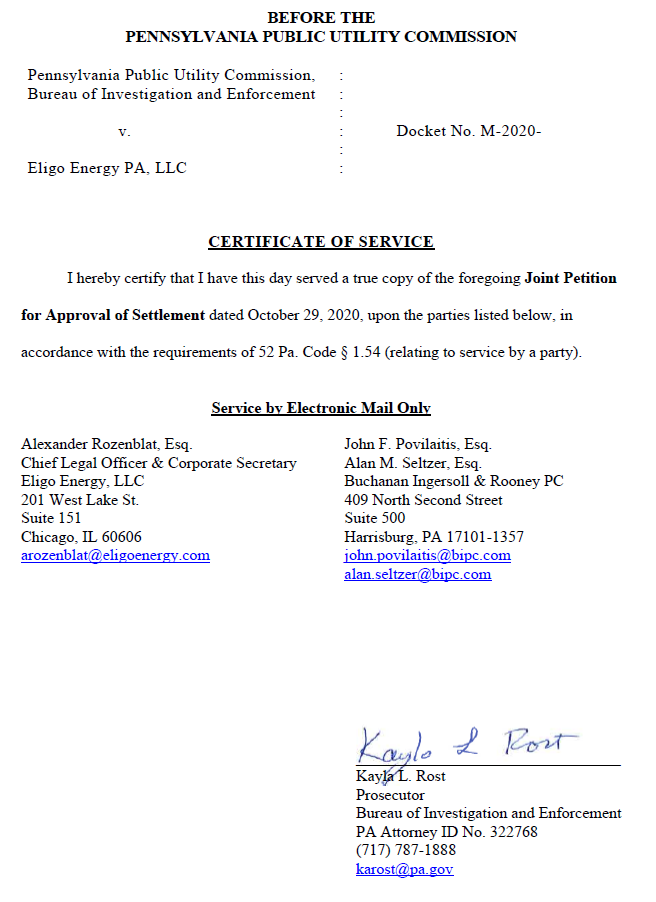 BEFORE THE
PENNSYLVANIA PUBLIC UTILITY COMMISSION
Pennsylvania Public Utility Commission, :
Bureau of Investigation and Enforcement :
:
v. : Docket No. M-2020-
:
Eligo Energy PA, LLC :
CERTIFICATE OF SERVICE
I hereby certify that I have this day served a true copy of the foregoing Joint Petition
for Approval of Settlement dated October 29, 2020, upon the parties listed below, in
accordance with the requirements of 52 Pa. Code § 1.54 (relating to service by a party).
Service by Electronic Mail Only
Alexander Rozenblat, Esq.
Chief Legal Officer & Corporate Secretary
Eligo Energy, LLC
201 West Lake St.
Suite 151
Chicago, IL 60606
arozenblat@eligoenergy.com
John F. Povilaitis, Esq.
Alan M. Seltzer, Esq.
Buchanan Ingersoll & Rooney PC
409 North Second Street
Suite 500
Harrisburg, PA 17101-1357
john.povilaitis@bipc.com
alan.seltzer@bipc.com
Kayla L Rost
Kayla L. Rost
Prosecutor
Bureau of Investigation and Enforcement
PA Attorney ID No. 322768
(717) 787-1888
karost@pa.gov